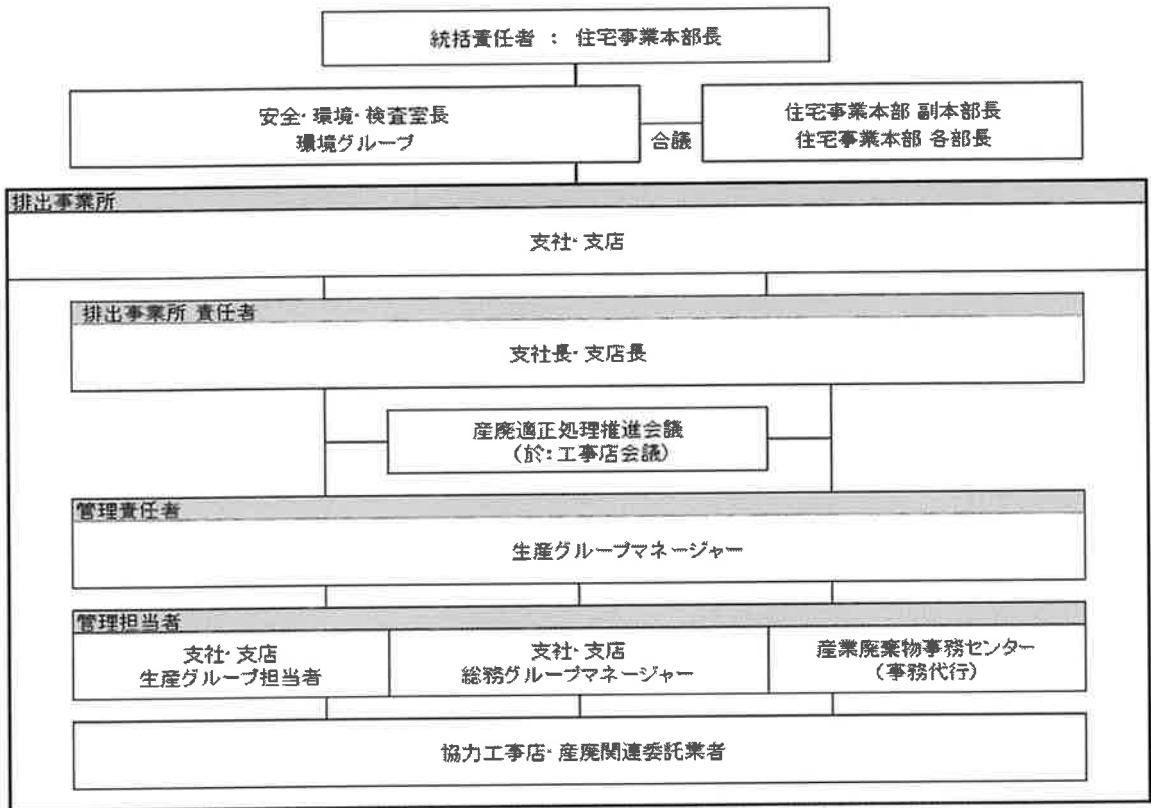 統括責任者 ： 住宅事業本部長
安全・環境・検査室長
環境グループ
合議
住宅事業本部 副本部長
住宅事業本部 各部長
排出事業所
支社・支店
排出事業所 責任者
支社長・支店長
産廃適正処理推進会議
（於：工事店会議）
管理責任者
生産グループマネージャー
管理担当者
支社・支店
生産グループ担当者
支社・支店
総務グループマネージャー
産業廃棄物事務センター
（事務代行）
協力工事店・産廃関連委託業者